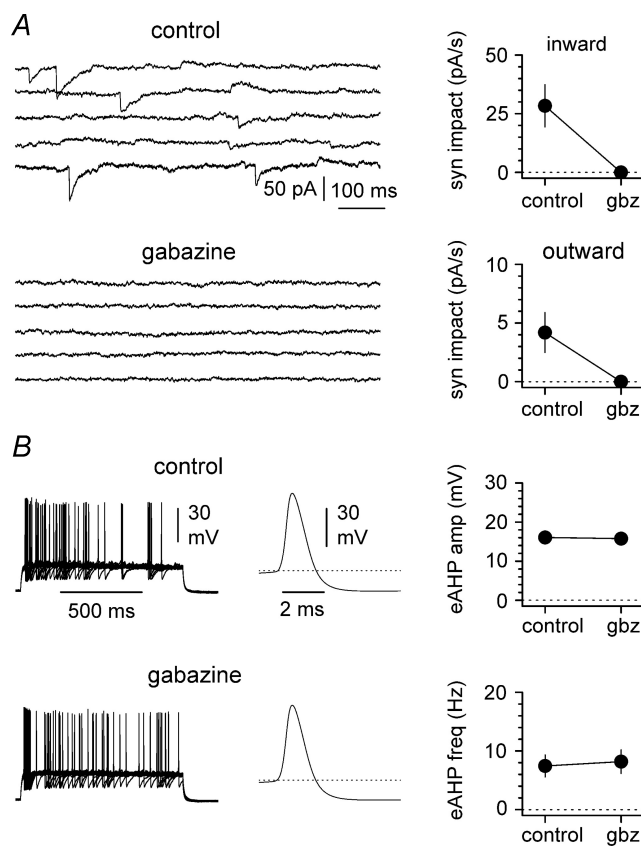 A
control
50 pA
100 ms
inward
syn impact (pA/s)
50
25
0
control gbz
gabazine
outward
syn impact (pA/s)
10
5
0
control gbz
B
control
30
mV
500 ms
30
mV
2 ms
eAHP amp (mV)
30
20
10
0
control gbz
gabazine
eAHP freq (Hz)
20
10
0
control gbz